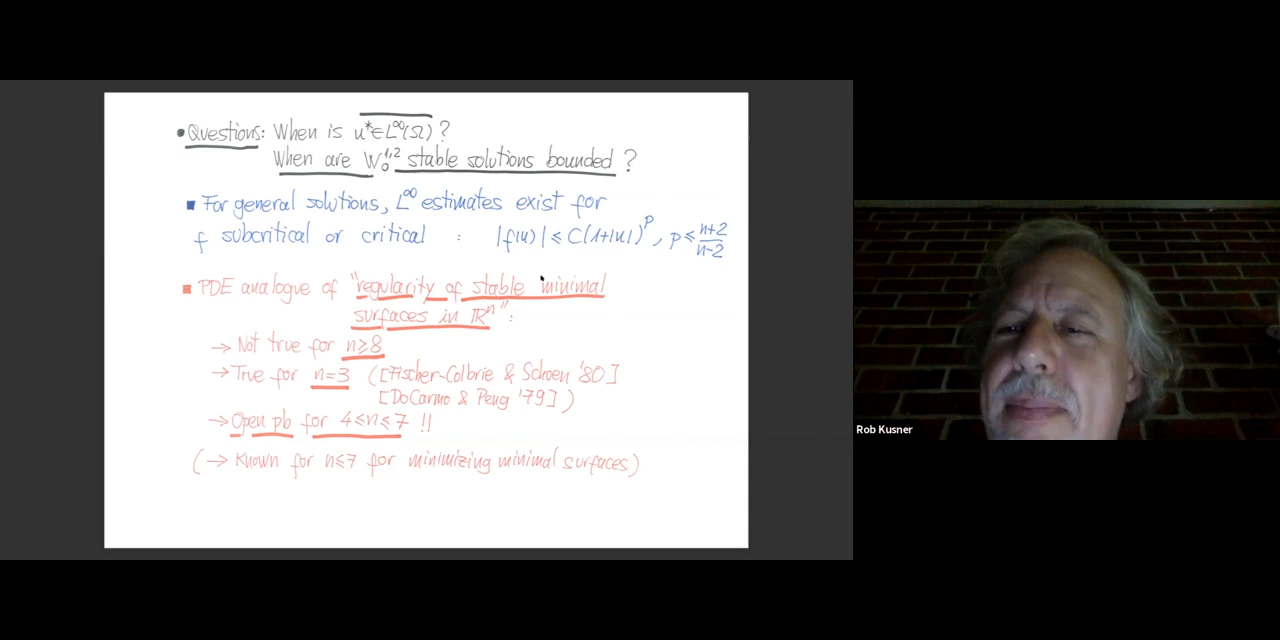 • Questions: When is u* ∈ L^∞(Ω) ?
When are W₀^{1,2} stable solutions bounded ?
▪ For general solutions, L^∞ estimates exist for
f subcritical or critical : |f(u)| ≤ C(1+|u|)^p, p ≤ (n+2)/(n-2)
▪ PDE analogue of "regularity of stable minimal
surfaces in ℝⁿ":
→ Not true for n≥8
→ True for n=3 ([Fischer-Colbrie & Schoen '80]
[DoCarmo & Peng '79])
→ Open pb for 4≤n≤7 !!
(→ Known for n≤7 for minimizing minimal surfaces)
Rob Kusner